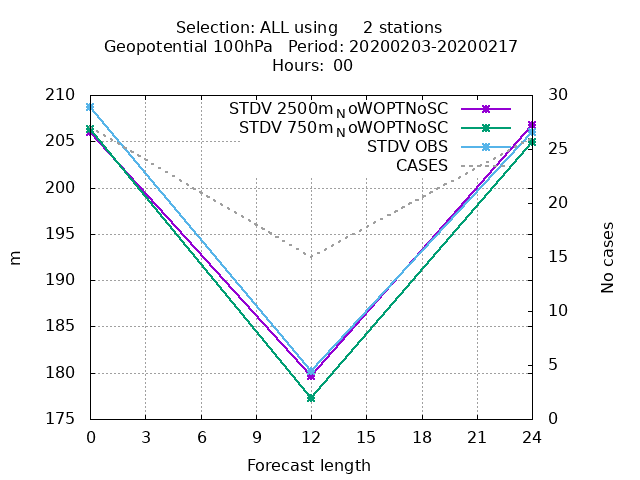 Selection: ALL using     2 stations
Geopotential 100hPa   Period: 20200203-20200217
Hours:  00
210
205
200
195
190
185
180
175
30
25
20
15
10
5
0
STDV 2500mNoWOPTNoSC
STDV 750mNoWOPTNoSC
STDV OBS
CASES
m
No cases
0 3 6 9 12 15 18 21 24
Forecast length